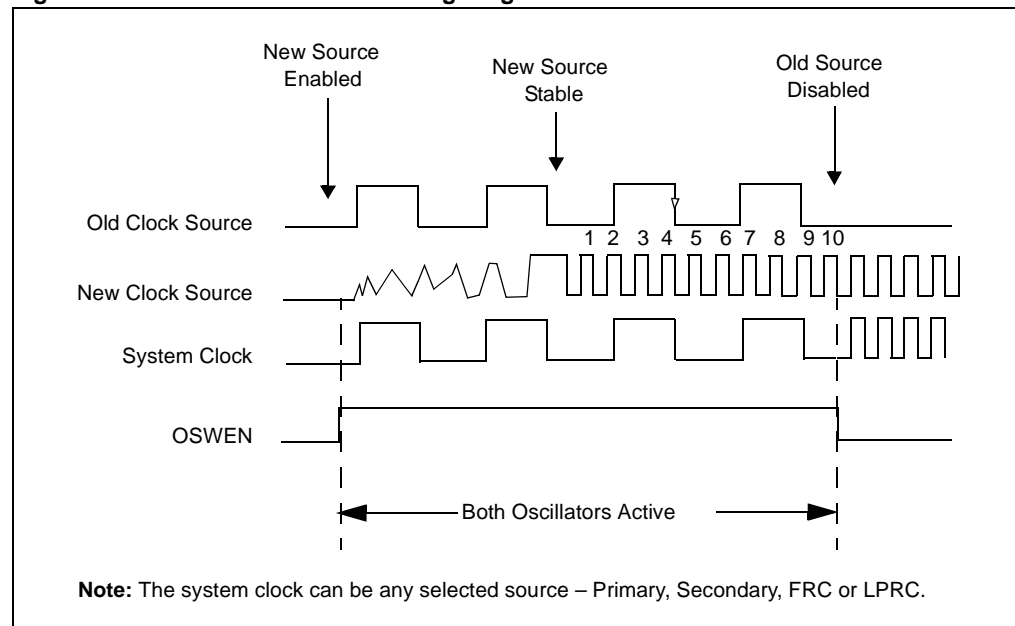 New Source
Enabled
New Source
Stable
Old Source
Disabled
Old Clock Source
1 2 3 4 5 6 7 8 9 10
New Clock Source
System Clock
OSWEN
Both Oscillators Active
Note: The system clock can be any selected source – Primary, Secondary, FRC or LPRC.